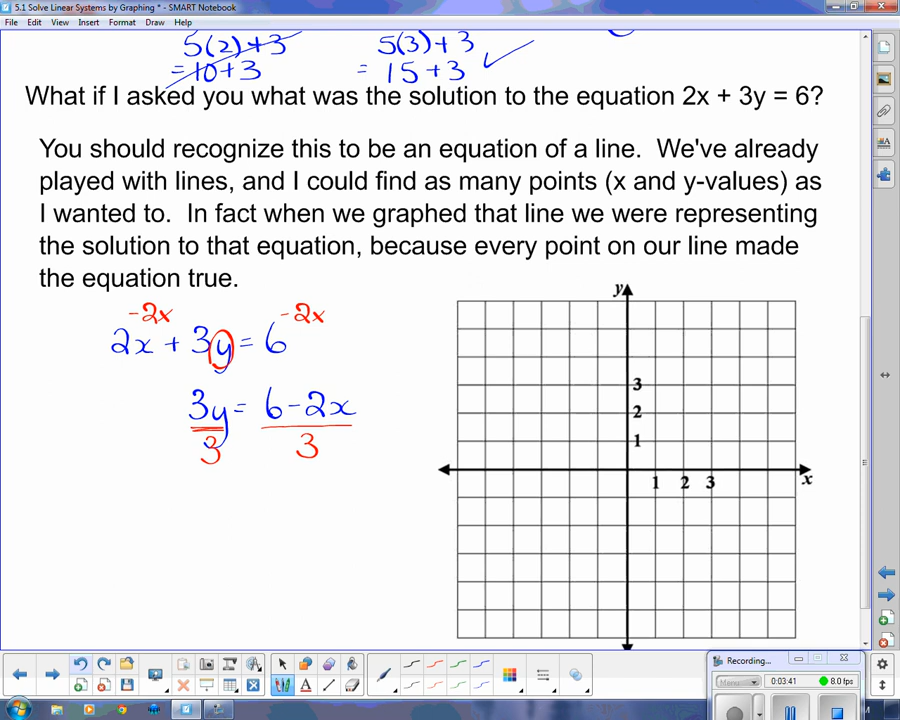 5.1 Solve Linear Systems by Graphing * - SMART Notebook
File Edit View Insert Format Draw Help
5(2)+3 5(3)+3
=10+3 = 15+3 ✓
What if I asked you what was the solution to the equation 2x + 3y = 6?
You should recognize this to be an equation of a line. We've already
played with lines, and I could find as many points (x and y-values) as
I wanted to. In fact when we graphed that line we were representing
the solution to that equation, because every point on our line made
the equation true.
-2x -2x
2x + 3y = 6
3y = 6-2x
3 3
y
3
2
1
1 2 3 x
Recording...
Menu 0:03:41 8.0 fps